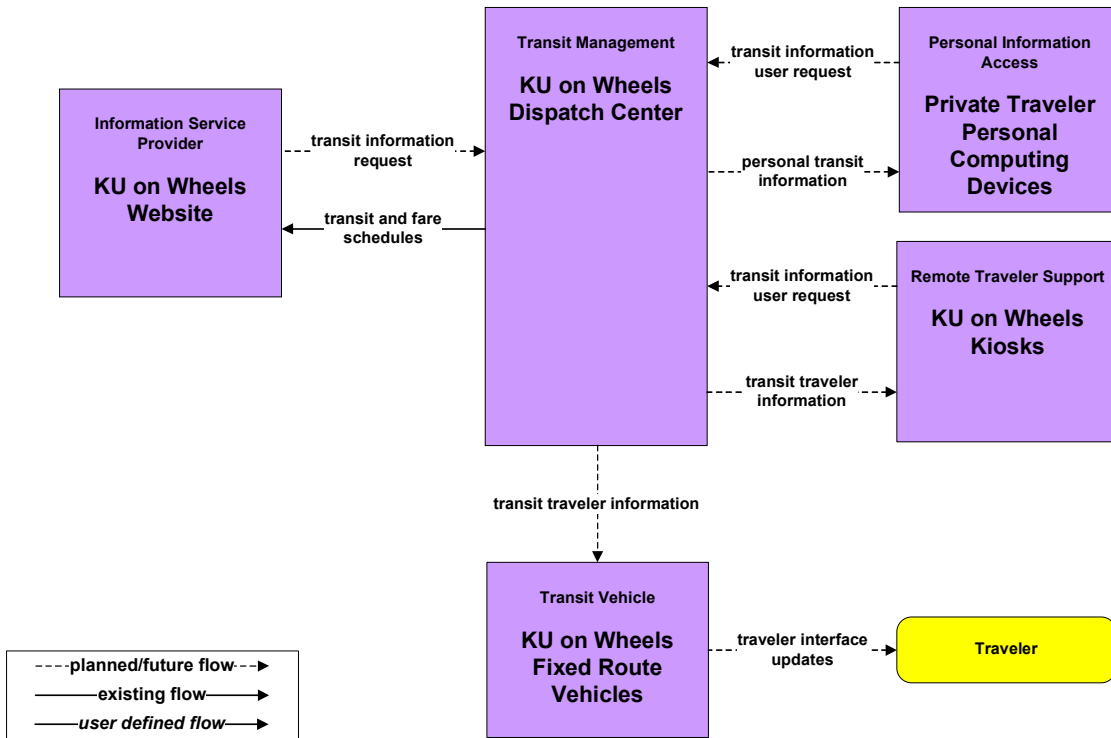 Information Service
Provider
KU on Wheels
Website
transit information
request
transit and fare
schedules
Transit Management
KU on Wheels
Dispatch Center
transit information
user request
personal transit
information
Personal Information
Access
Private Traveler
Personal
Computing
Devices
transit information
user request
transit traveler
information
Remote Traveler Support
KU on Wheels
Kiosks
transit traveler information
Transit Vehicle
KU on Wheels
Fixed Route
Vehicles
traveler interface
updates
Traveler
planned/future flow
existing flow
user defined flow